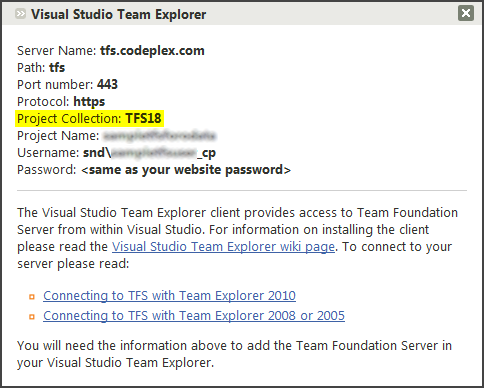 Visual Studio Team Explorer
Server Name: tfs.codeplex.com
Path: tfs
Port number: 443
Protocol: https
Project Collection: TFS18
Project Name:
Username: snd\ _cp
Password: <same as your website password>
The Visual Studio Team Explorer client provides access to Team Foundation
Server from within Visual Studio. For information on installing the client
please read the Visual Studio Team Explorer wiki page. To connect to your
server please read:
Connecting to TFS with Team Explorer 2010
Connecting to TFS with Team Explorer 2008 or 2005
You will need the information above to add the Team Foundation Server in
your Visual Studio Team Explorer.